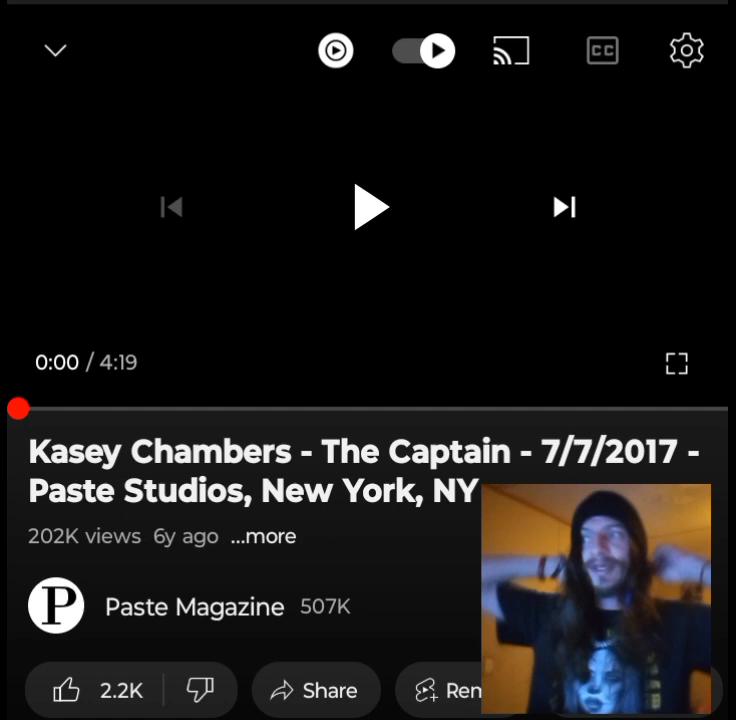 CC
0:00 / 4:19
Kasey Chambers - The Captain - 7/7/2017 -
Paste Studios, New York, NY
202K views 6y ago ...more
P
Paste Magazine 507K
2.2K Share Ren